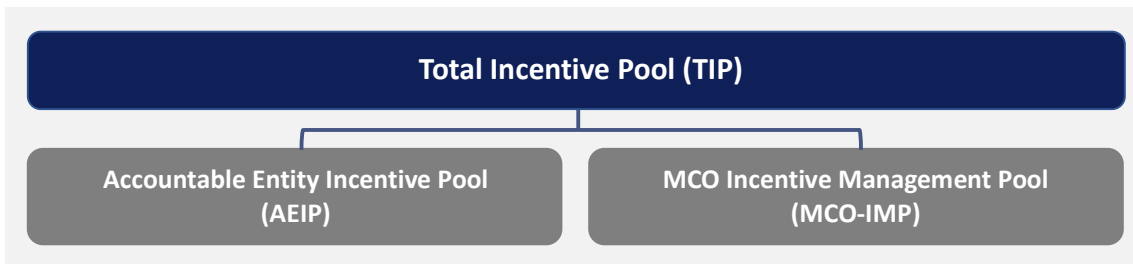 Total Incentive Pool (TIP)
Accountable Entity Incentive Pool
(AEIP)
MCO Incentive Management Pool
(MCO-IMP)